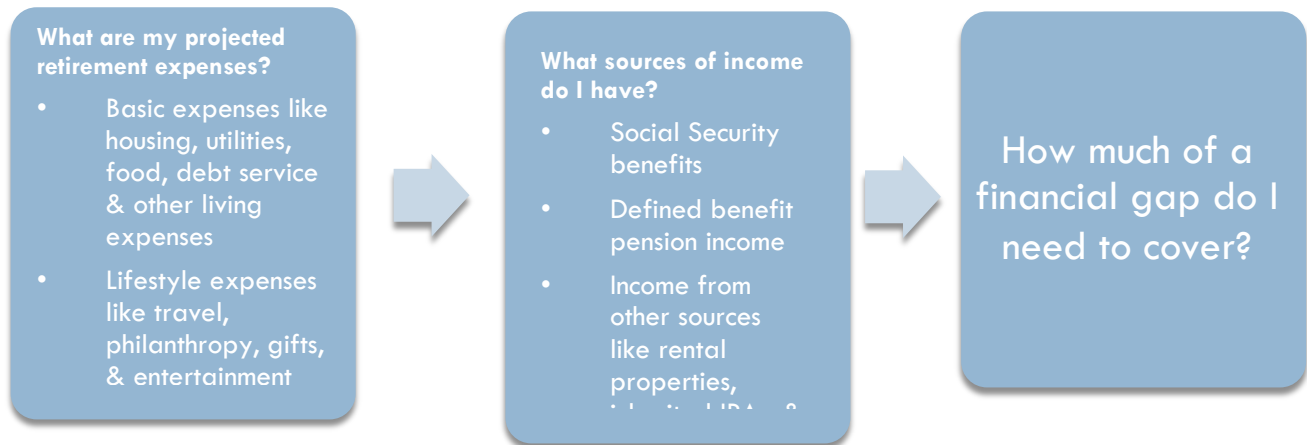 What are my projected
retirement expenses?
• Basic expenses like
housing, utilities,
food, debt service
& other living
expenses
• Lifestyle expenses
like travel,
philanthropy, gifts,
& entertainment
What sources of income
do I have?
• Social Security
benefits
• Defined benefit
pension income
• Income from
other sources
like rental
properties,
How much of a
financial gap do I
need to cover?